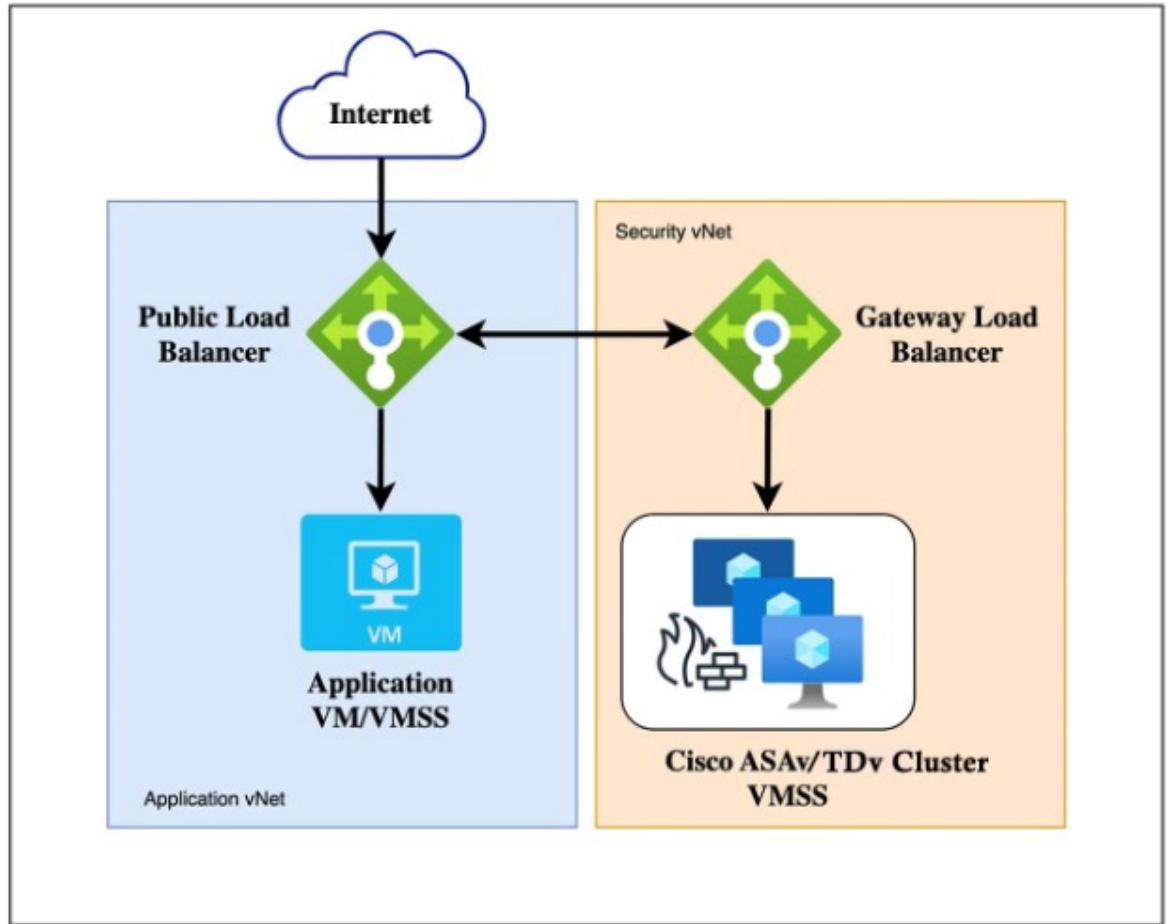 Internet
Security vNet
Public Load
Balancer
Gateway Load
Balancer
VM
Application
VM/VMSS
Cisco ASAv/TDv Cluster
VMSS
Application vNet